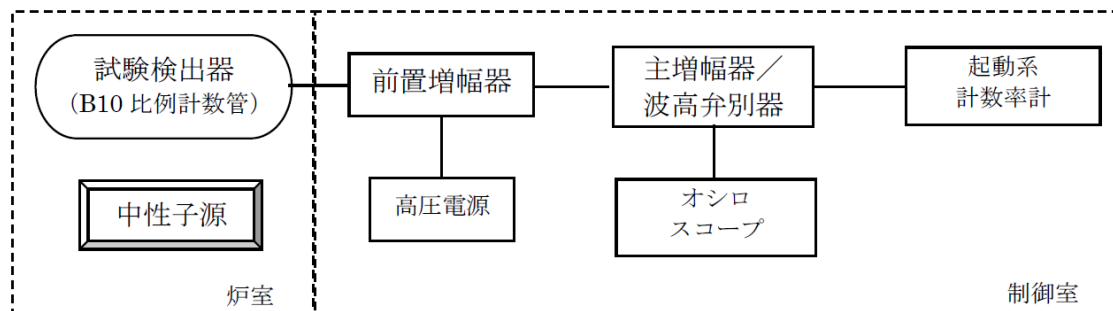 試験検出器
（B10 比例計数管）
前置増幅器
主増幅器／
波高弁別器
起動系
計数率計
中性子源
高圧電源
オシロ
スコープ
炉室
制御室